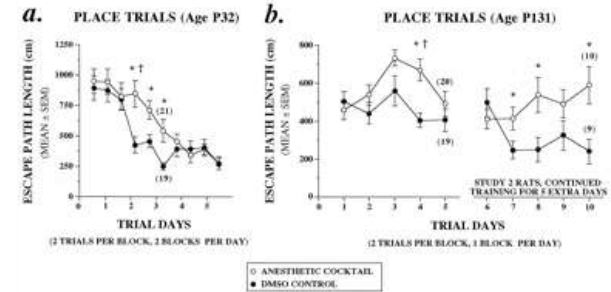 a. PLACE TRIALS (Age P32)
ESCAPE PATH LENGTH (cm)
(MEAN ± SEM)
1250
1000
750
500
250
0
* †
*
*
(21)
(19)
0 1 2 3 4 5
TRIAL DAYS
(2 TRIALS PER BLOCK, 2 BLOCKS PER DAY)
b. PLACE TRIALS (Age P131)
ESCAPE PATH LENGTH (cm)
(MEAN ± SEM)
800
600
400
200
0
* †
(20)
(19)
*
*
*
(10)
(9)
STUDY 2 RATS, CONTINUED
TRAINING FOR 5 EXTRA DAYS
0 1 2 3 4 5 6 7 8 9 10
TRIAL DAYS
(2 TRIALS PER BLOCK, 1 BLOCK PER DAY)
ANESTHETIC COCKTAIL
DMSO CONTROL